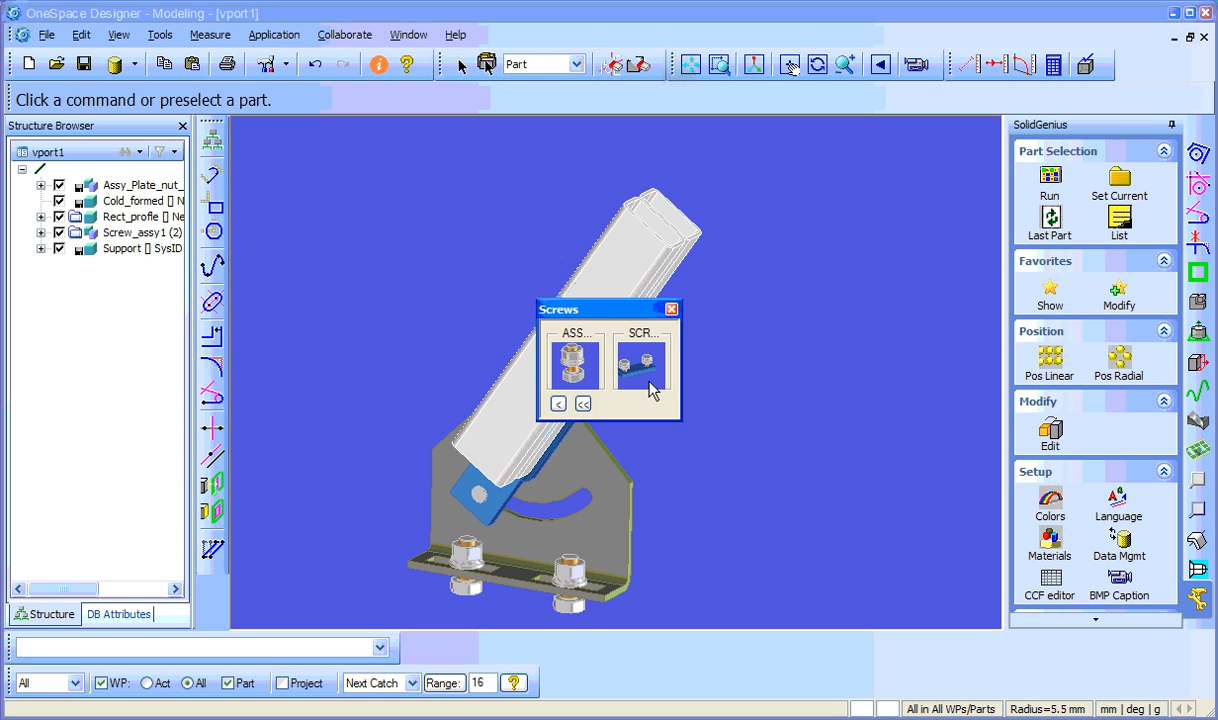 OneSpace Designer - Modeling - [vport1]
File Edit View Tools Measure Application Collaborate Window Help
Part
Click a command or preselect a part.
Structure Browser
vport1
Assy_Plate_nut_
Cold_formed [] N
Rect_profle [] Ne
Screw_assy1 (2)
Support [] SysID
Structure
DB Attributes
Screws
ASS...
SCR...
<
<<
SolidGenius
Part Selection
Run
Set Current
Last Part
List
Favorites
Show
Modify
Position
Pos Linear
Pos Radial
Modify
Edit
Setup
Colors
Language
Materials
Data Mgmt
CCF editor
BMP Caption
All WP: Act All Part Project Next Catch Range: 16
All in All WPs/Parts Radius=5.5 mm mm | deg | g